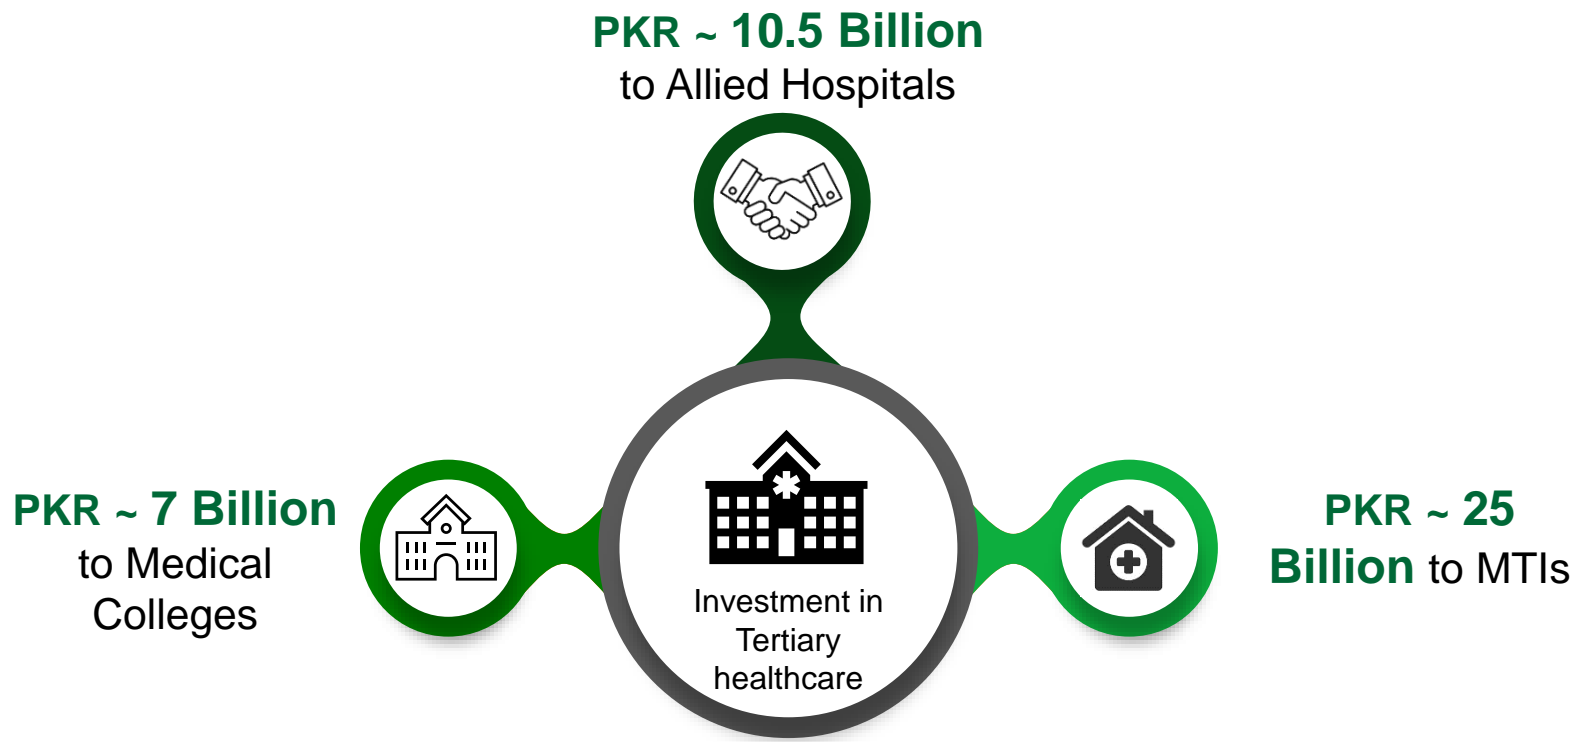 PKR ~ 10.5 Billion
to Allied Hospitals
PKR ~ 7 Billion
to Medical
Colleges
Investment in
Tertiary
healthcare
PKR ~ 25
Billion to MTIs